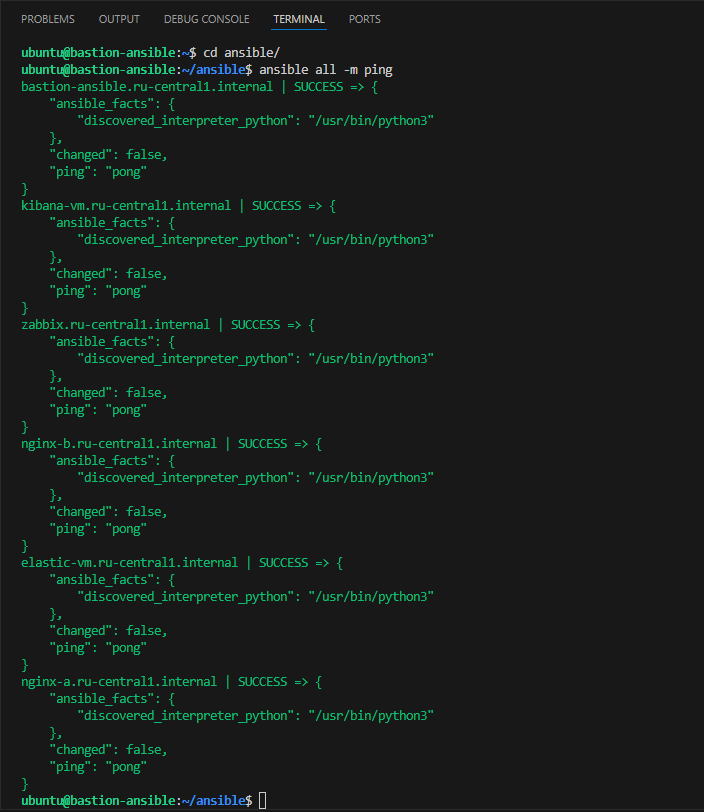 PROBLEMS OUTPUT DEBUG CONSOLE TERMINAL PORTS
ubuntu@bastion-ansible:~$ cd ansible/
ubuntu@bastion-ansible:~/ansible$ ansible all -m ping
bastion-ansible.ru-central1.internal | SUCCESS => {
    "ansible_facts": {
        "discovered_interpreter_python": "/usr/bin/python3"
    },
    "changed": false,
    "ping": "pong"
}
kibana-vm.ru-central1.internal | SUCCESS => {
    "ansible_facts": {
        "discovered_interpreter_python": "/usr/bin/python3"
    },
    "changed": false,
    "ping": "pong"
}
zabbix.ru-central1.internal | SUCCESS => {
    "ansible_facts": {
        "discovered_interpreter_python": "/usr/bin/python3"
    },
    "changed": false,
    "ping": "pong"
}
nginx-b.ru-central1.internal | SUCCESS => {
    "ansible_facts": {
        "discovered_interpreter_python": "/usr/bin/python3"
    },
    "changed": false,
    "ping": "pong"
}
elastic-vm.ru-central1.internal | SUCCESS => {
    "ansible_facts": {
        "discovered_interpreter_python": "/usr/bin/python3"
    },
    "changed": false,
    "ping": "pong"
}
nginx-a.ru-central1.internal | SUCCESS => {
    "ansible_facts": {
        "discovered_interpreter_python": "/usr/bin/python3"
    },
    "changed": false,
    "ping": "pong"
}
ubuntu@bastion-ansible:~/ansible$